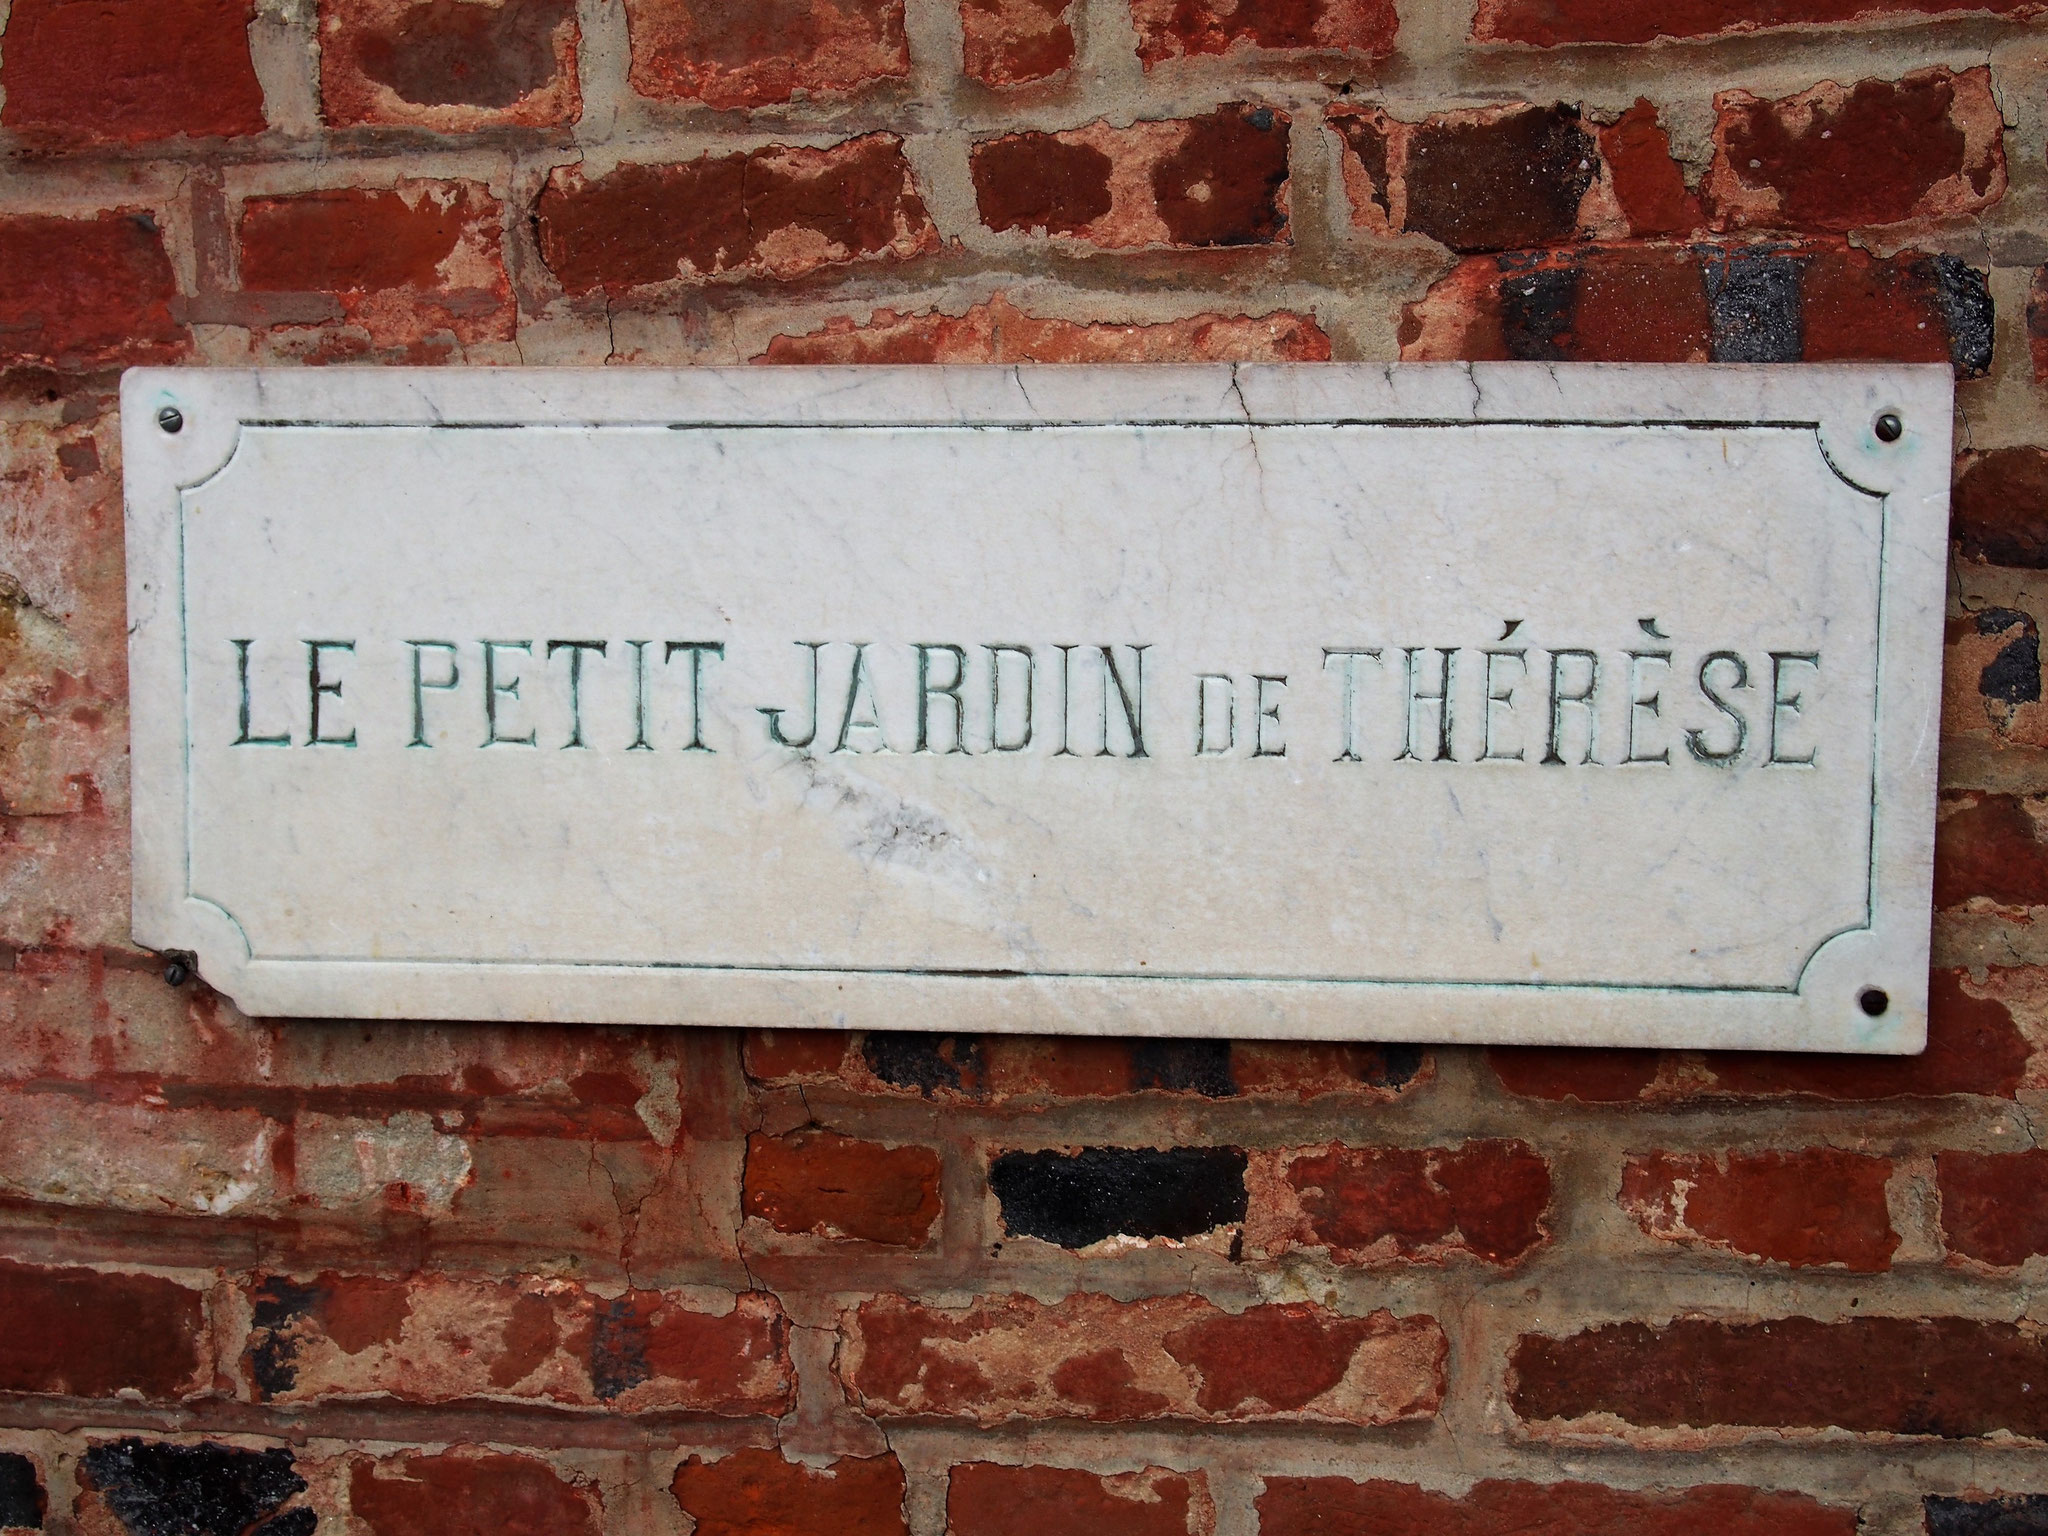 LE PETIT JARDIN DE THÉRÈSE